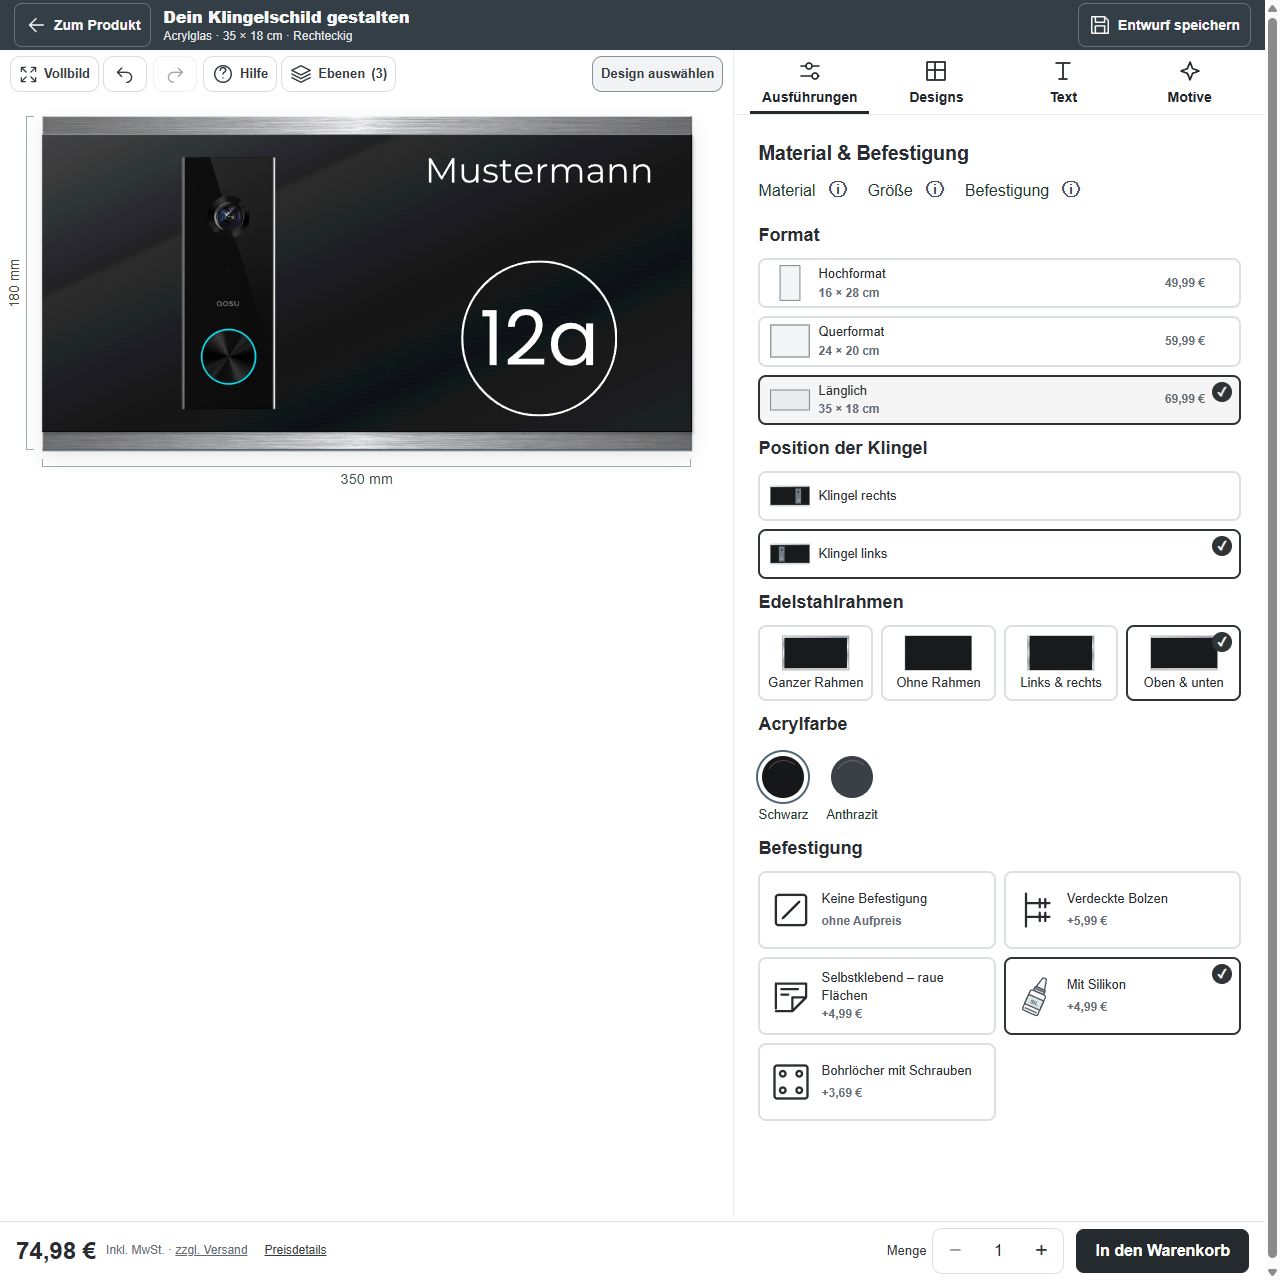 Zum Produkt
Dein Klingelschild gestalten
Acrylglas · 35 × 18 cm · Rechteckig
Entwurf speichern
Vollbild
Hilfe
Ebenen (3)
Design auswählen
Ausführungen
Designs
Text
Motive
180 mm
Mustermann
aosu
12a
350 mm
Material & Befestigung
Material
Größe
Befestigung
Format
Hochformat
16 × 28 cm
49,99 €
Querformat
24 × 20 cm
59,99 €
Länglich
35 × 18 cm
69,99 €
Position der Klingel
Klingel rechts
Klingel links
Edelstahlrahmen
Ganzer Rahmen
Ohne Rahmen
Links & rechts
Oben & unten
Acrylfarbe
Schwarz
Anthrazit
Befestigung
Keine Befestigung
ohne Aufpreis
Verdeckte Bolzen
+5,99 €
Selbstklebend – raue
Flächen
+4,99 €
Mit Silikon
+4,99 €
Bohrlöcher mit Schrauben
+3,69 €
74,98 €
Inkl. MwSt. · zzgl. Versand
Preisdetails
Menge
1
In den Warenkorb